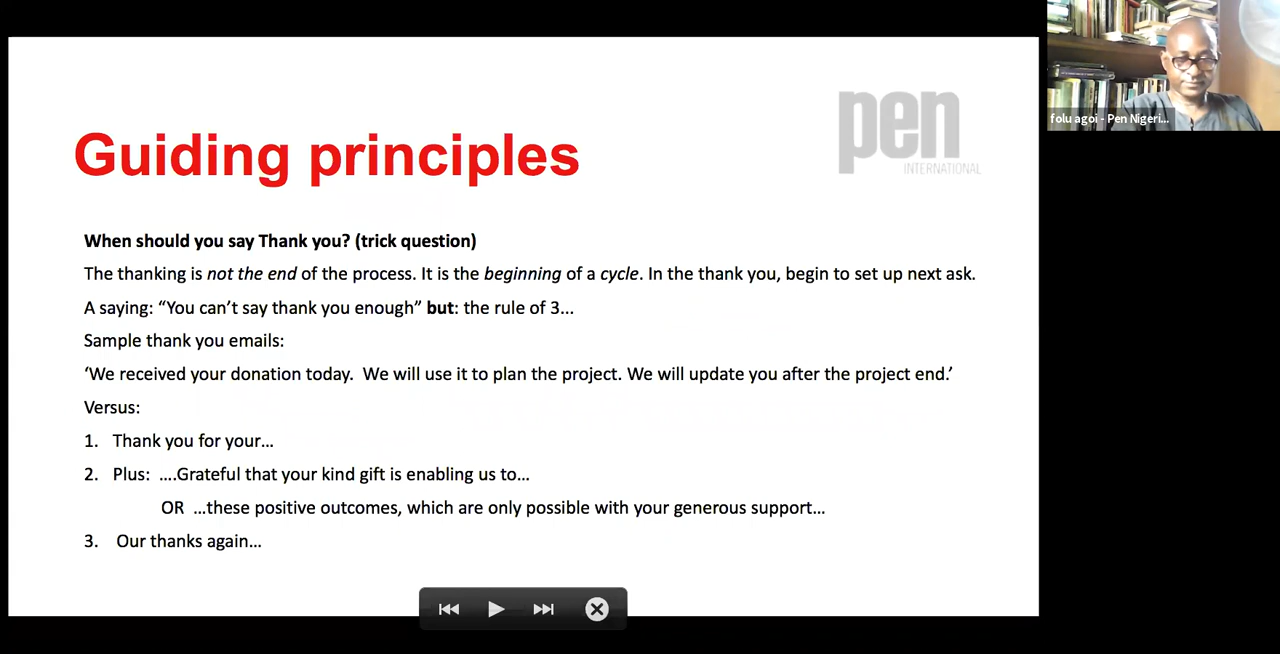 Guiding principles
pen
INTERNATIONAL
folu agoi - Pen Nigeri...
When should you say Thank you? (trick question)
The thanking is not the end of the process. It is the beginning of a cycle. In the thank you, begin to set up next ask.
A saying: “You can’t say thank you enough” but: the rule of 3...
Sample thank you emails:
‘We received your donation today.  We will use it to plan the project. We will update you after the project end.’
Versus:
1. Thank you for your…
2. Plus: ….Grateful that your kind gift is enabling us to…
OR …these positive outcomes, which are only possible with your generous support…
3. Our thanks again…